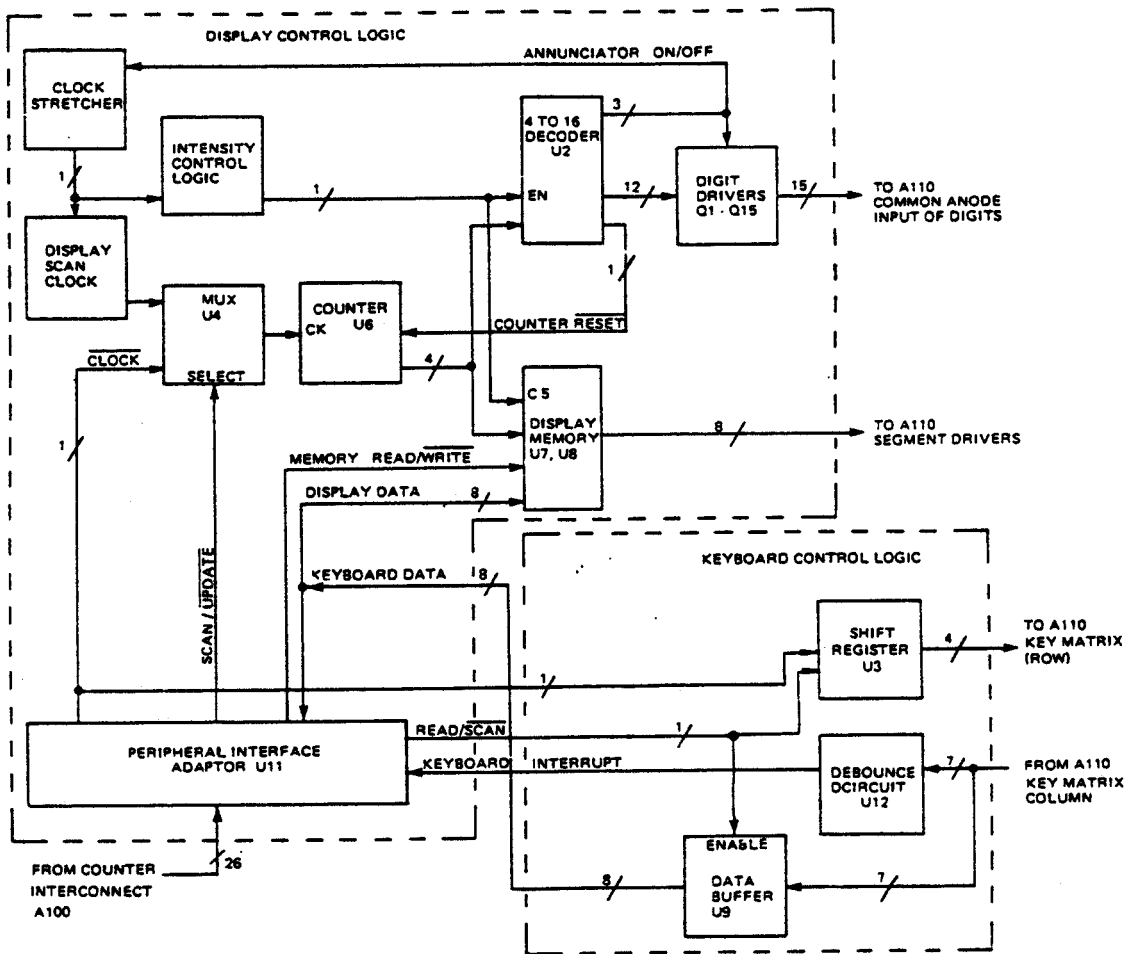 DISPLAY CONTROL LOGIC
ANNUNCIATOR ON/OFF
CLOCK
STRETCHER
1
INTENSITY
CONTROL
LOGIC
1
4 TO 16
DECODER
U2
EN
3
12
1
DIGIT
DRIVERS
Q1 - Q15
15
TO A110
COMMON ANODE
INPUT OF DIGITS
DISPLAY
SCAN
CLOCK
MUX
U4
SELECT
COUNTER
U6
CK
COUNTER RESET
4
CLOCK
1
C5
DISPLAY
MEMORY
U7, U8
8
TO A110
SEGMENT DRIVERS
MEMORY READ/WRITE
DISPLAY DATA
8
SCAN / UPDATE
KEYBOARD DATA
8
KEYBOARD CONTROL LOGIC
SHIFT
REGISTER
U3
4
TO A110
KEY MATRIX
(ROW)
1
PERIPHERAL INTERFACE
ADAPTOR U11
READ/SCAN
1
KEYBOARD INTERRUPT
DEBOUNCE
DCIRCUIT
U12
7
FROM A110
KEY MATRIX
COLUMN
ENABLE
DATA
BUFFER
U9
8
7
FROM COUNTER
INTERCONNECT
A100
26